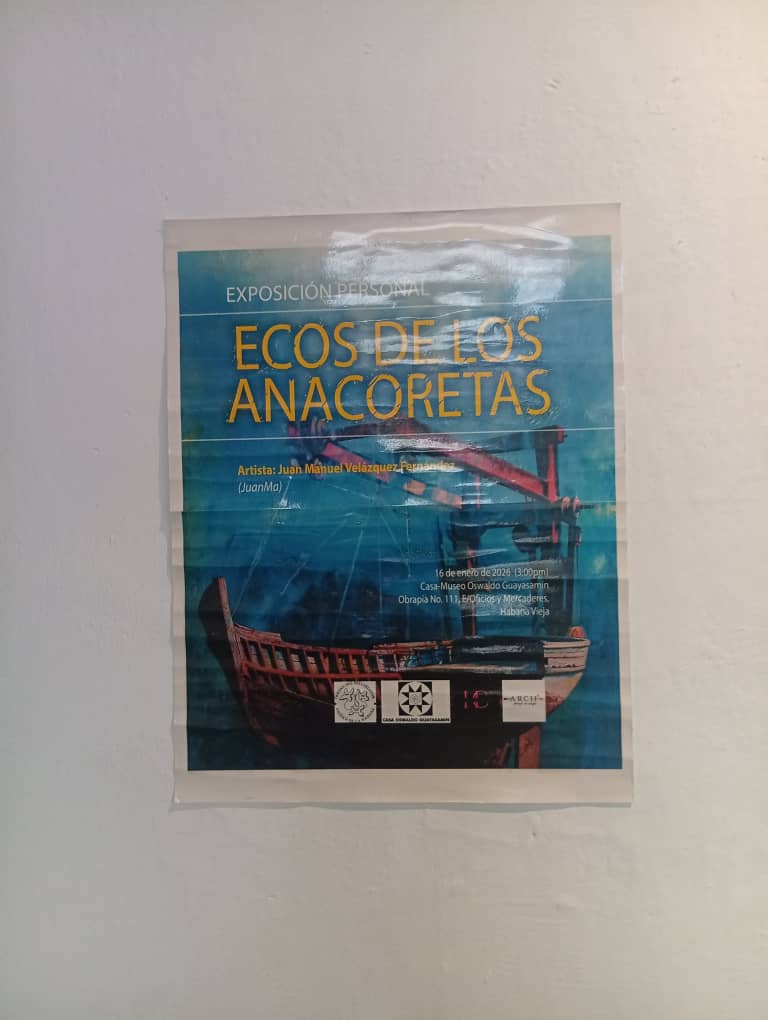 EXPOSICIÓN PERSONAL
ECOS DE LOS
ANACORETAS
Artista: Juan Manuel Velázquez Fernández
(JuanMa)
16 de enero de 2026 (3:00pm)
Casa-Museo Oswaldo Guayasamín
Obrapía No. 111, E/Oficios y Mercaderes,
Habana Vieja
CASA OSWALDO GUAYASAMIN
ARCH